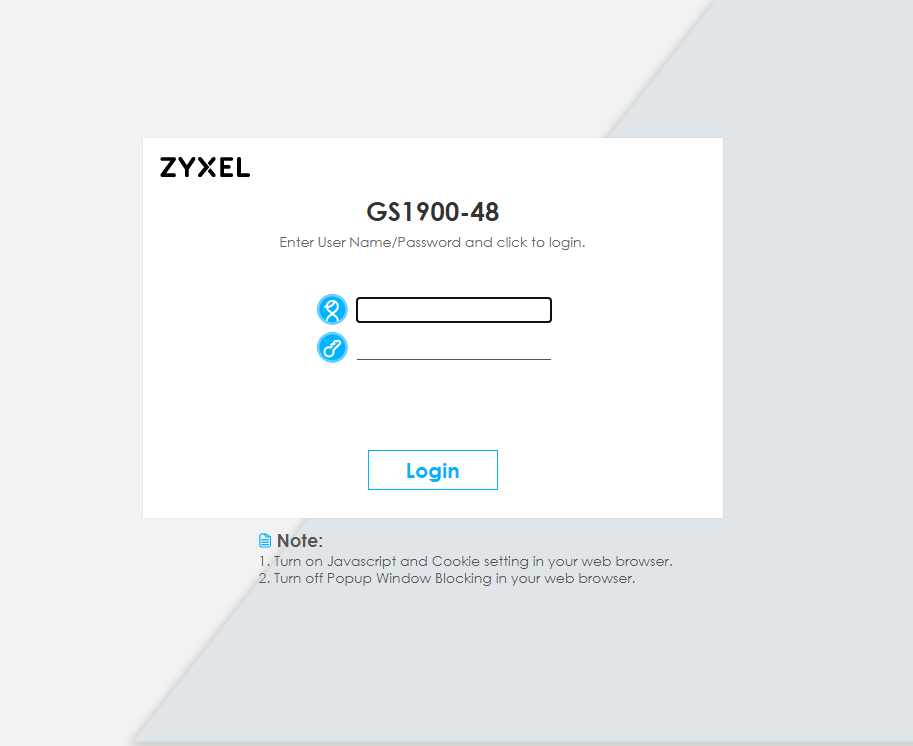 ZYXEL
GS1900-48
Enter User Name/Password and click to login.
Login
Note:
1. Turn on Javascript and Cookie setting in your web browser.
2. Turn off Popup Window Blocking in your web browser.